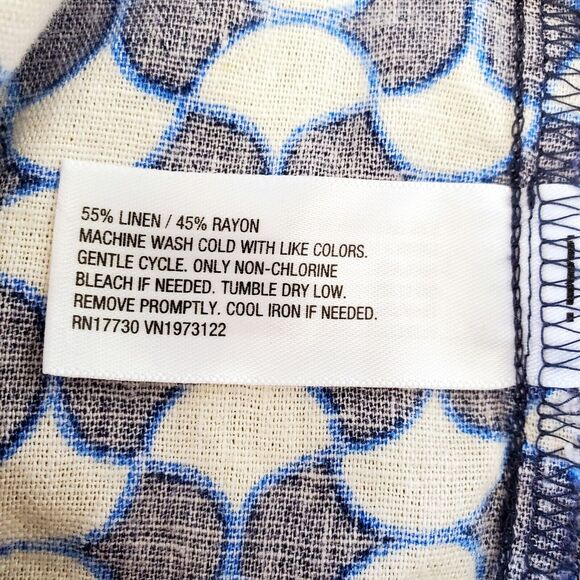 55% LINEN / 45% RAYON
MACHINE WASH COLD WITH LIKE COLORS.
GENTLE CYCLE. ONLY NON-CHLORINE
BLEACH IF NEEDED. TUMBLE DRY LOW.
REMOVE PROMPTLY. COOL IRON IF NEEDED.
RN17730 VN1973122